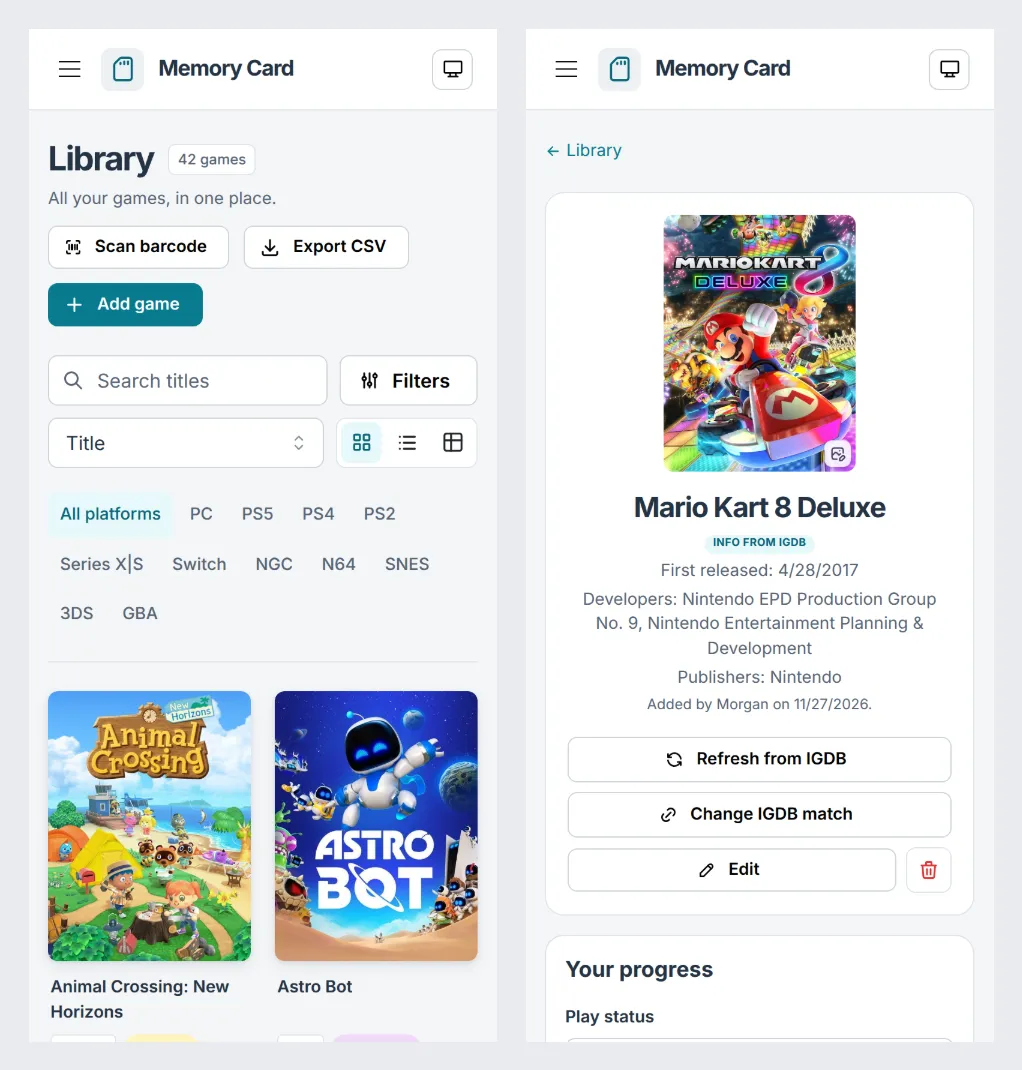 Memory Card
Library
42 games
All your games, in one place.
Scan barcode
Export CSV
Add game
Search titles
Filters
Title
All platforms
PC
PS5
PS4
PS2
Series X|S
Switch
NGC
N64
SNES
3DS
GBA
New
Horizons
Animal
Crossing
ASTRO
BOT
Animal Crossing: New
Horizons
Astro Bot
Memory Card
← Library
MARIOKART 8
DELUXE
Mario Kart 8 Deluxe
INFO FROM IGDB
First released: 4/28/2017
Developers: Nintendo EPD Production Group
No. 9, Nintendo Entertainment Planning &
Development
Publishers: Nintendo
Added by Morgan on 11/27/2026.
Refresh from IGDB
Change IGDB match
Edit
Your progress
Play status